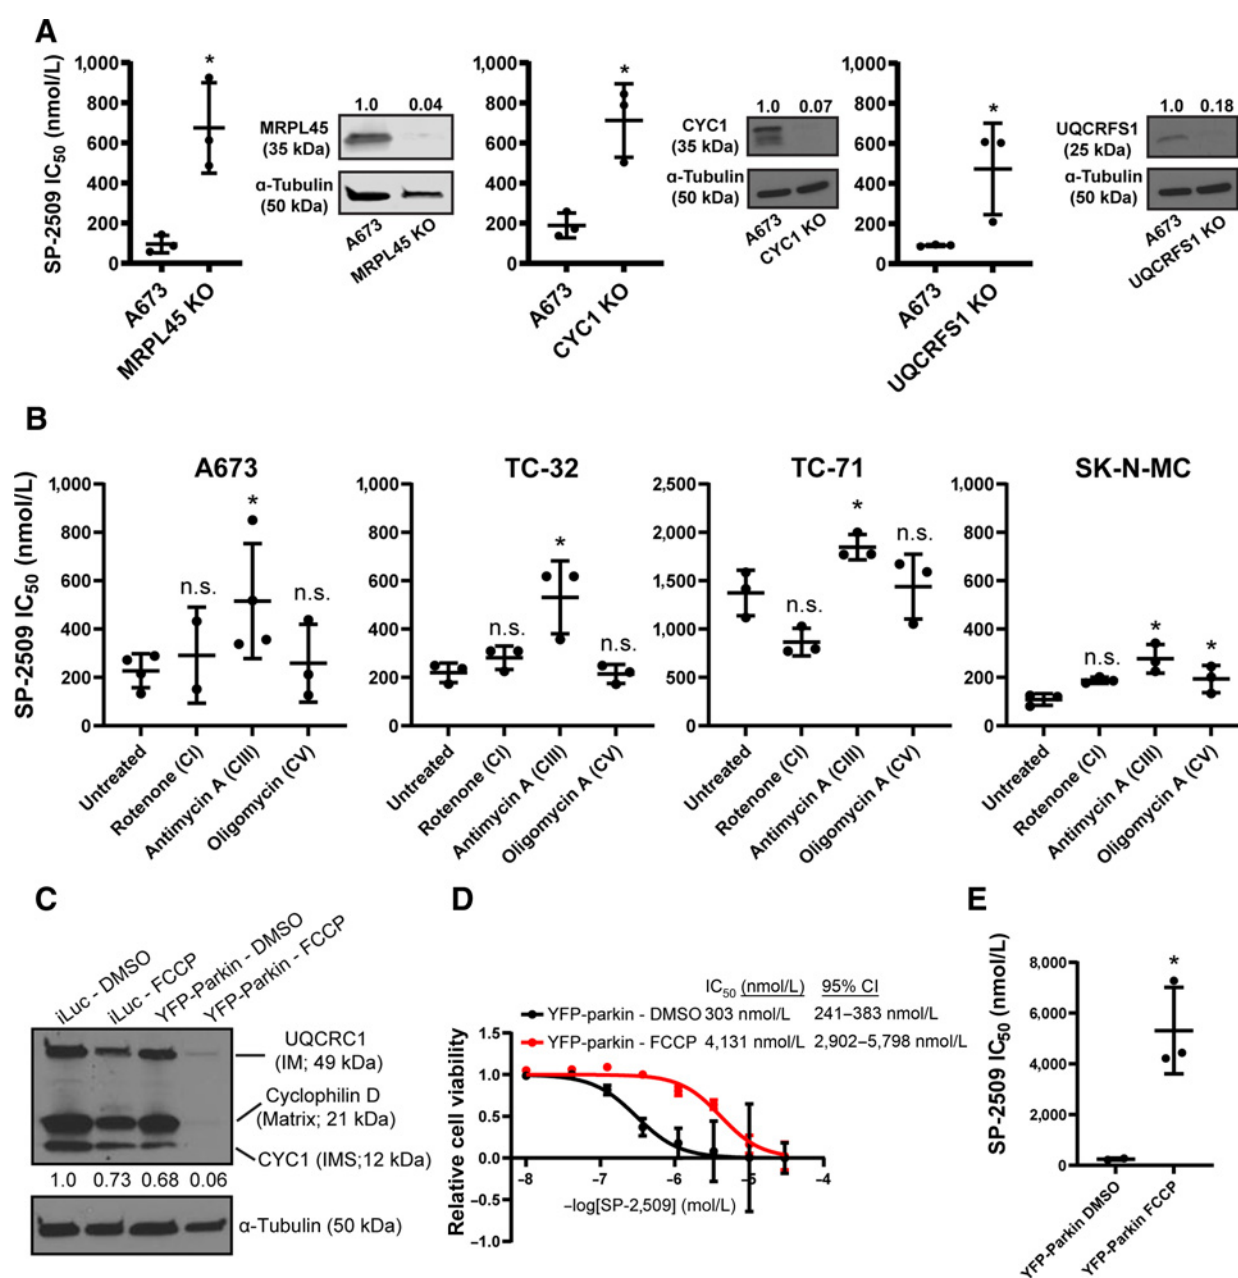 A
SP-2509 IC50 (nmol/L)
1,000
800
600
400
200
0
*
A673
MRPL45 KO
1.0 0.04
MRPL45
(35 kDa)
α-Tubulin
(50 kDa)
A673
MRPL45 KO
1,000
800
600
400
200
0
*
A673
CYC1 KO
1.0 0.07
CYC1
(35 kDa)
α-Tubulin
(50 kDa)
A673
CYC1 KO
1,000
800
600
400
200
0
*
A673
UQCRFS1 KO
1.0 0.18
UQCRFS1
(25 kDa)
α-Tubulin
(50 kDa)
A673
UQCRFS1 KO
B
SP-2509 IC50 (nmol/L)
A673
1,000
800
600
400
200
0
n.s.
*
n.s.
Untreated
Rotenone (CI)
Antimycin A (CIII)
Oligomycin (CV)
TC-32
1,000
800
600
400
200
0
n.s.
*
n.s.
Untreated
Rotenone (CI)
Antimycin A (CIII)
Oligomycin A (CV)
TC-71
2,500
2,000
1,500
1,000
500
0
n.s.
*
n.s.
Untreated
Rotenone (CI)
Antimycin A (CIII)
Oligomycin A (CV)
SK-N-MC
1,000
800
600
400
200
0
n.s.
*
*
Untreated
Rotenone (CI)
Antimycin A (CIII)
Oligomycin A (CV)
C
iLuc - DMSO
iLuc - FCCP
YFP-Parkin - DMSO
YFP-Parkin - FCCP
UQCRC1
(IM; 49 kDa)
Cyclophilin D
(Matrix; 21 kDa)
CYC1 (IMS;12 kDa)
1.0 0.73 0.68 0.06
α-Tubulin (50 kDa)
D
IC50 (nmol/L) 95% CI
YFP-parkin - DMSO 303 nmol/L 241–383 nmol/L
YFP-parkin - FCCP 4,131 nmol/L 2,902–5,798 nmol/L
Relative cell viability
1.5
1.0
0.5
0.0
–0.5
–1.0
–8 –7 –6 –5 –4
–log[SP-2,509] (mol/L)
E
SP-2509 IC50 (nmol/L)
8,000
6,000
4,000
2,000
0
*
YFP-Parkin DMSO
YFP-Parkin FCCP